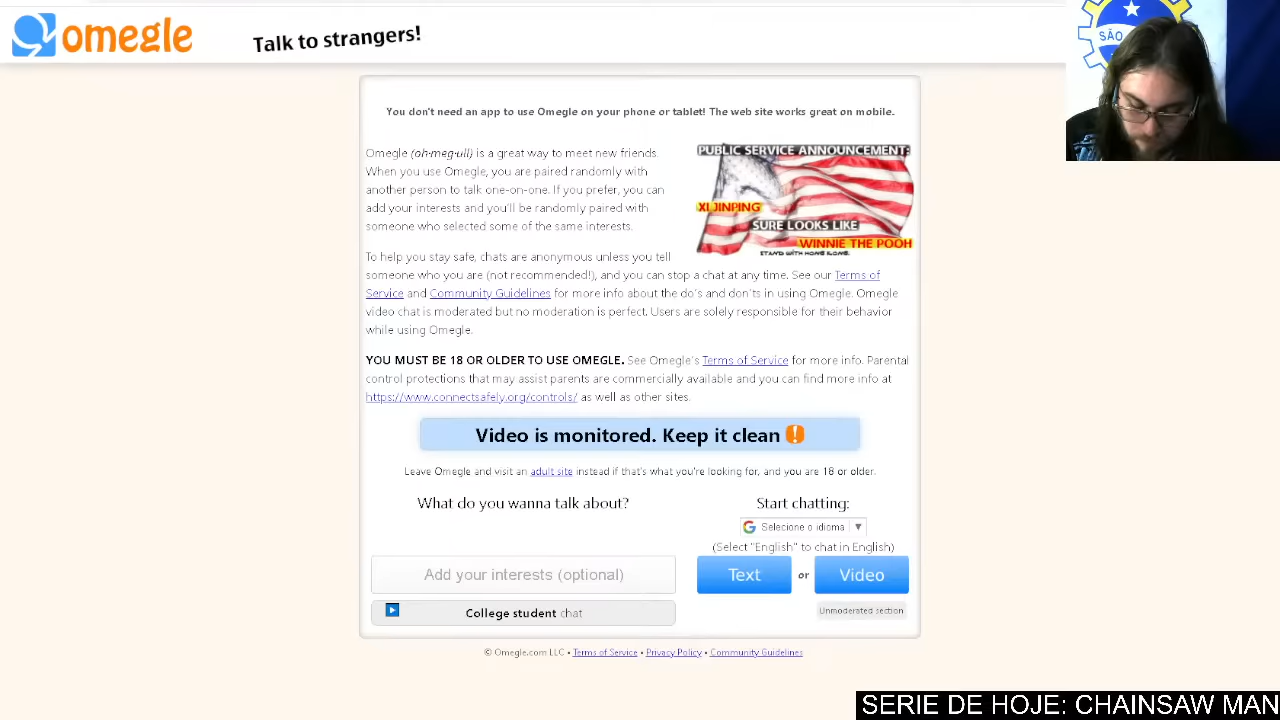 omegle
Talk to strangers!
SÃO
You don't need an app to use Omegle on your phone or tablet! The web site works great on mobile.
Omegle (oh·meg·ull) is a great way to meet new friends.
When you use Omegle, you are paired randomly with
another person to talk one-on-one. If you prefer, you can
add your interests and you'll be randomly paired with
someone who selected some of the same interests.
PUBLIC SERVICE ANNOUNCEMENT:
XI JINPING
SURE LOOKS LIKE
WINNIE THE POOH
STAND WITH HONG KONG.
To help you stay safe, chats are anonymous unless you tell
someone who you are (not recommended!), and you can stop a chat at any time. See our Terms of
Service and Community Guidelines for more info about the do's and don'ts in using Omegle. Omegle
video chat is moderated but no moderation is perfect. Users are solely responsible for their behavior
while using Omegle.
YOU MUST BE 18 OR OLDER TO USE OMEGLE. See Omegle's Terms of Service for more info. Parental
control protections that may assist parents are commercially available and you can find more info at
https://www.connectsafely.org/controls/ as well as other sites.
Video is monitored. Keep it clean !
Leave Omegle and visit an adult site instead if that's what you're looking for, and you are 18 or older.
What do you wanna talk about?
Start chatting:
Selecione o idioma ▼
(Select "English" to chat in English)
Add your interests (optional)
Text or Video
College student chat
Unmoderated section
© Omegle.com LLC • Terms of Service • Privacy Policy • Community Guidelines
SERIE DE HOJE: CHAINSAW MAN